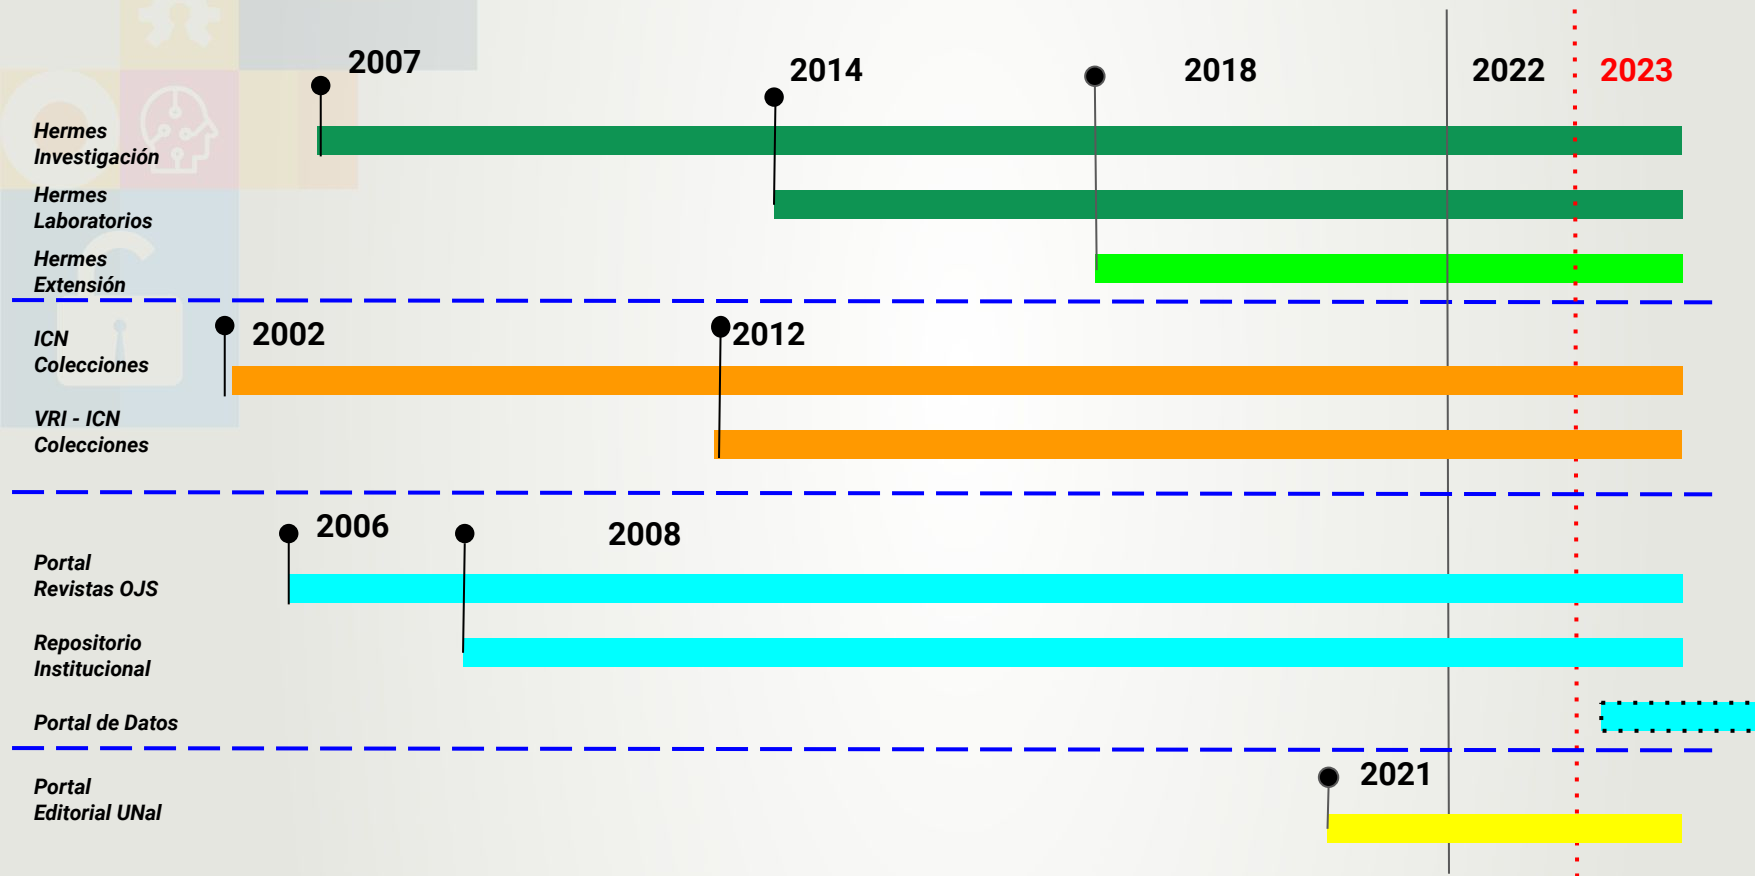 2007
2014
2018
2022
2023
Hermes
Investigación
Hermes
Laboratorios
Hermes
Extensión
2002
2012
ICN
Colecciones
VRI - ICN
Colecciones
2006
2008
Portal
Revistas OJS
Repositorio
Institucional
Portal de Datos
2021
Portal
Editorial UNal